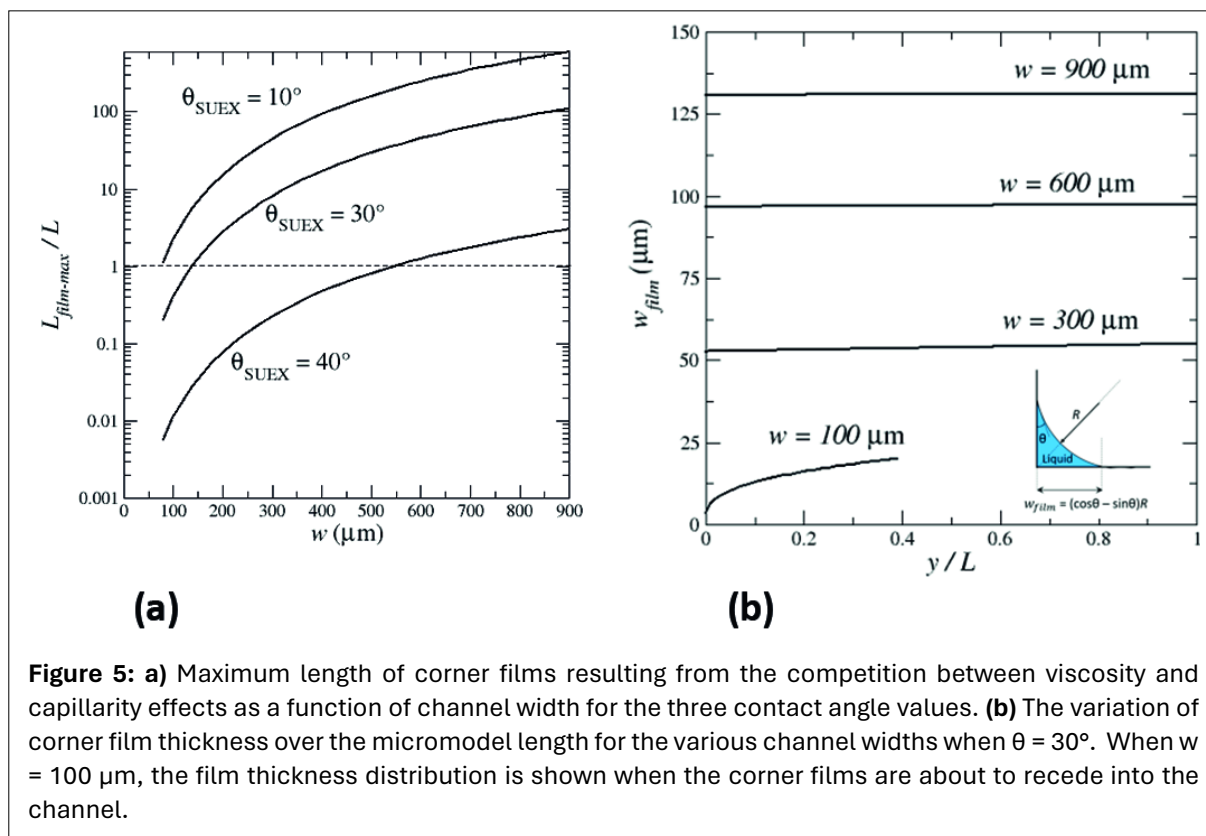 100
10
1
0.1
0.01
0.001
0 100 200 300 400 500 600 700 800 900
L_film-max / L
w (μm)
θ_SUEX = 10°
θ_SUEX = 30°
θ_SUEX = 40°
(a)
150
125
100
75
50
25
0
0 0.2 0.4 0.6 0.8 1
w_film (μm)
y / L
w = 900 μm
w = 600 μm
w = 300 μm
w = 100 μm
R
θ
Liquid
w_film = (cosθ – sinθ)R
(b)
Figure 5: a) Maximum length of corner films resulting from the competition between viscosity and
capillarity effects as a function of channel width for the three contact angle values. (b) The variation of
corner film thickness over the micromodel length for the various channel widths when θ = 30°. When w
= 100 μm, the film thickness distribution is shown when the corner films are about to recede into the
channel.